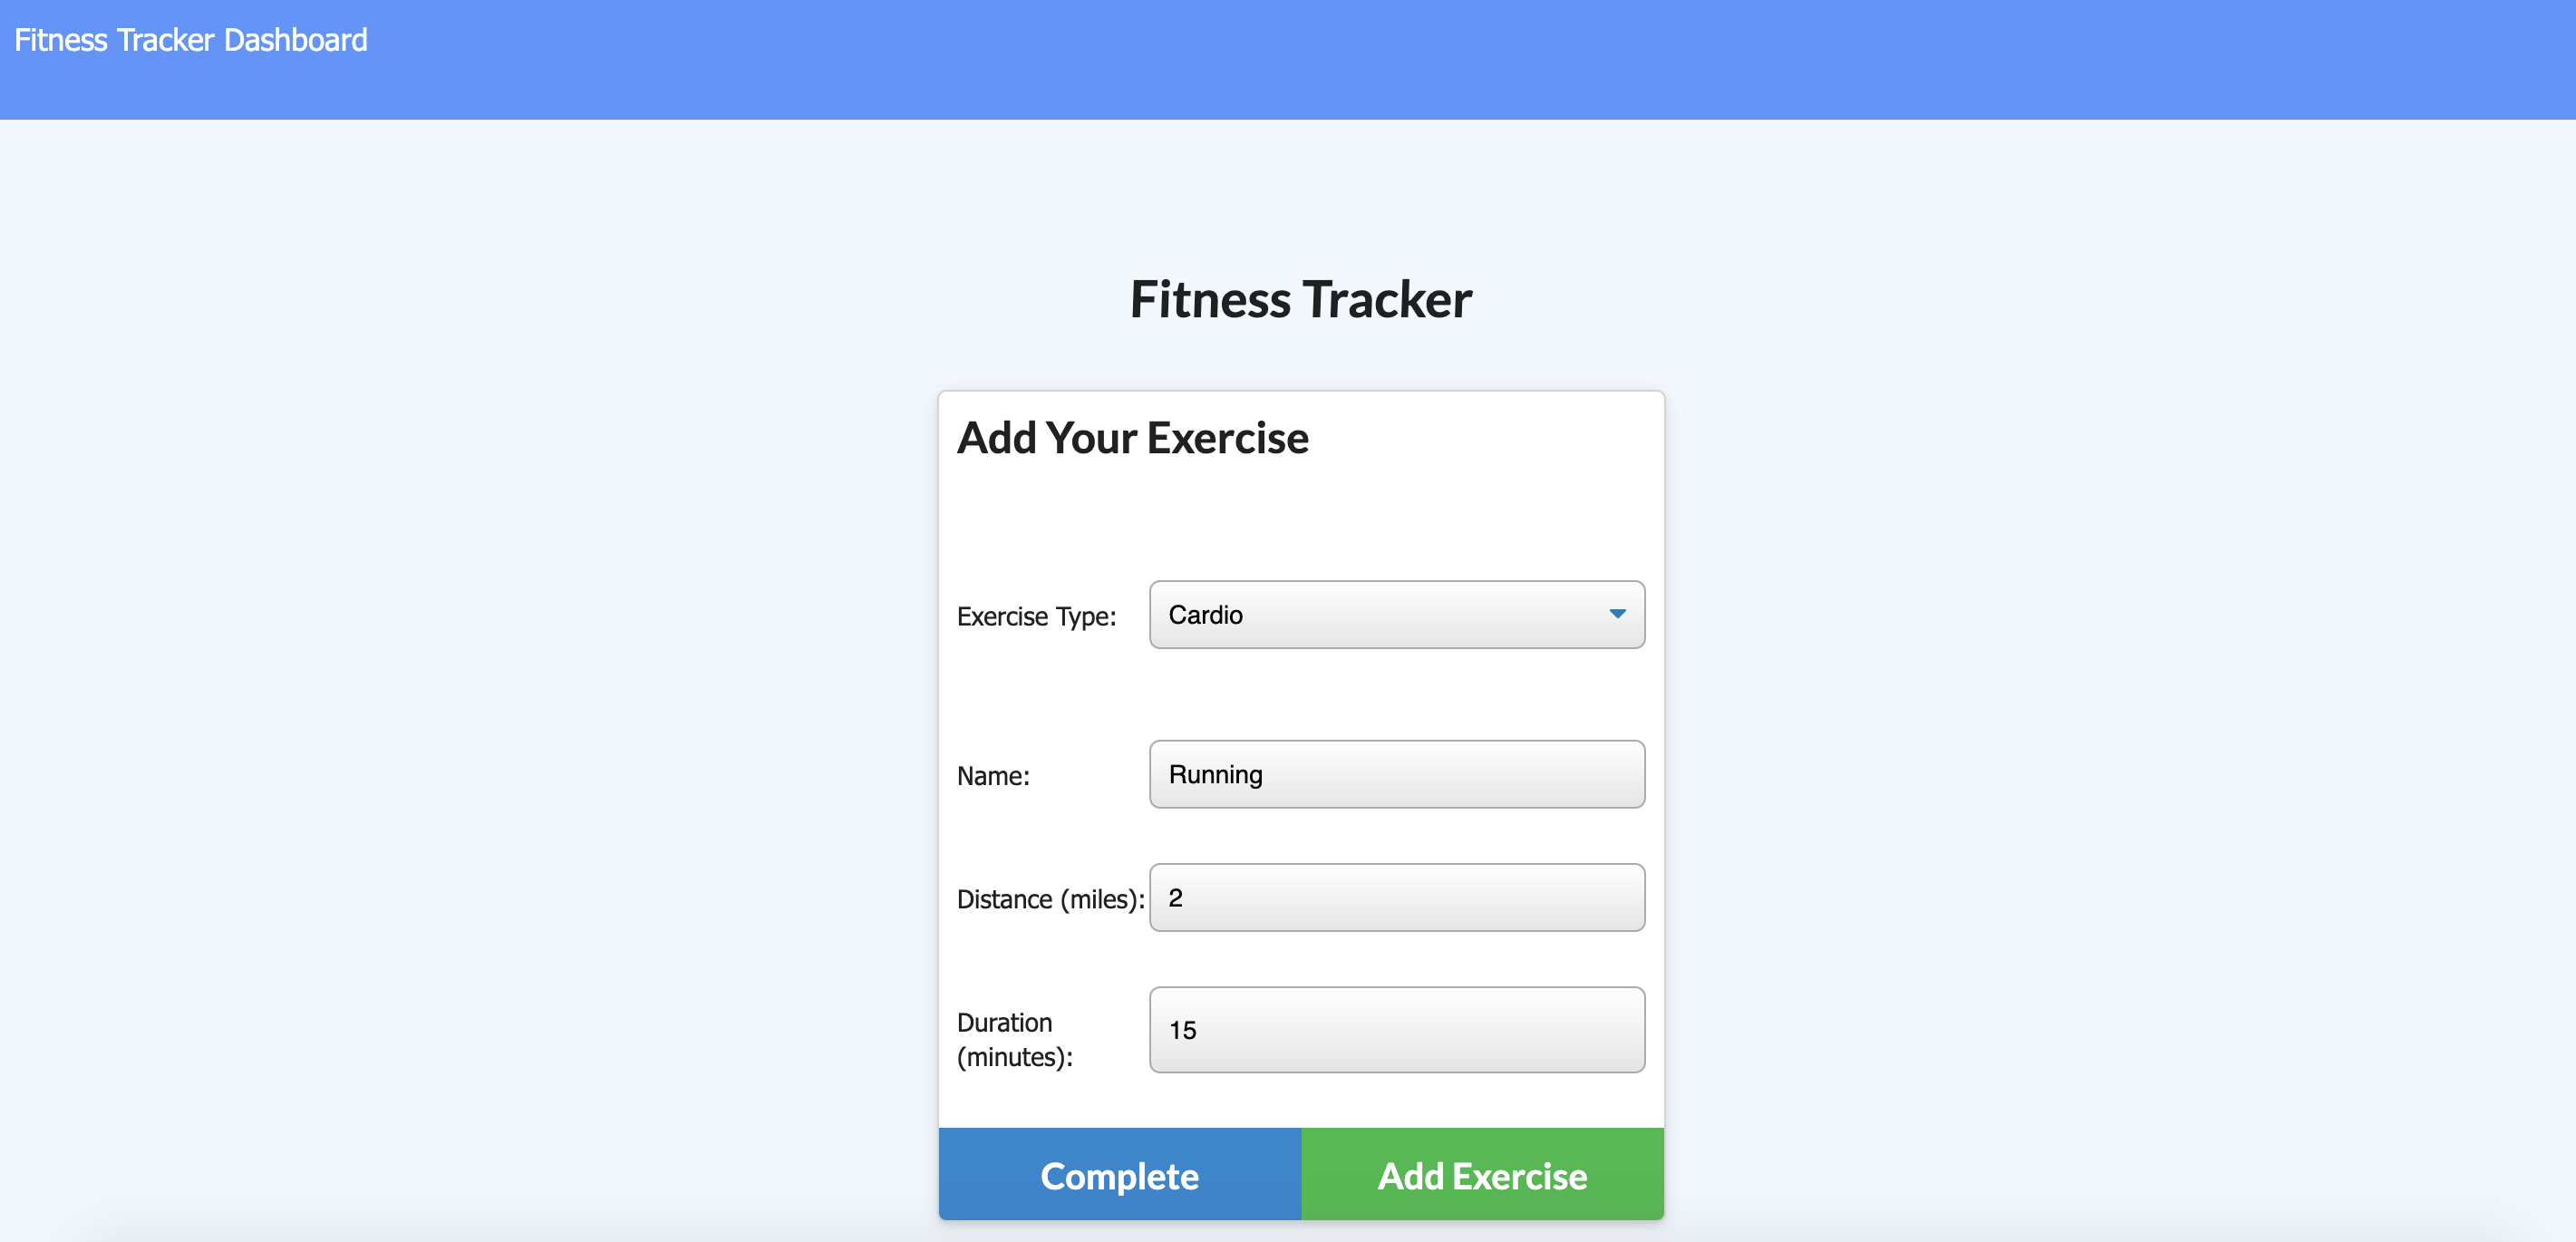 Fitness Tracker Dashboard
Fitness Tracker
Add Your Exercise
Exercise Type: Cardio
Name: Running
Distance (miles): 2
Duration
(minutes): 15
Complete Add Exercise